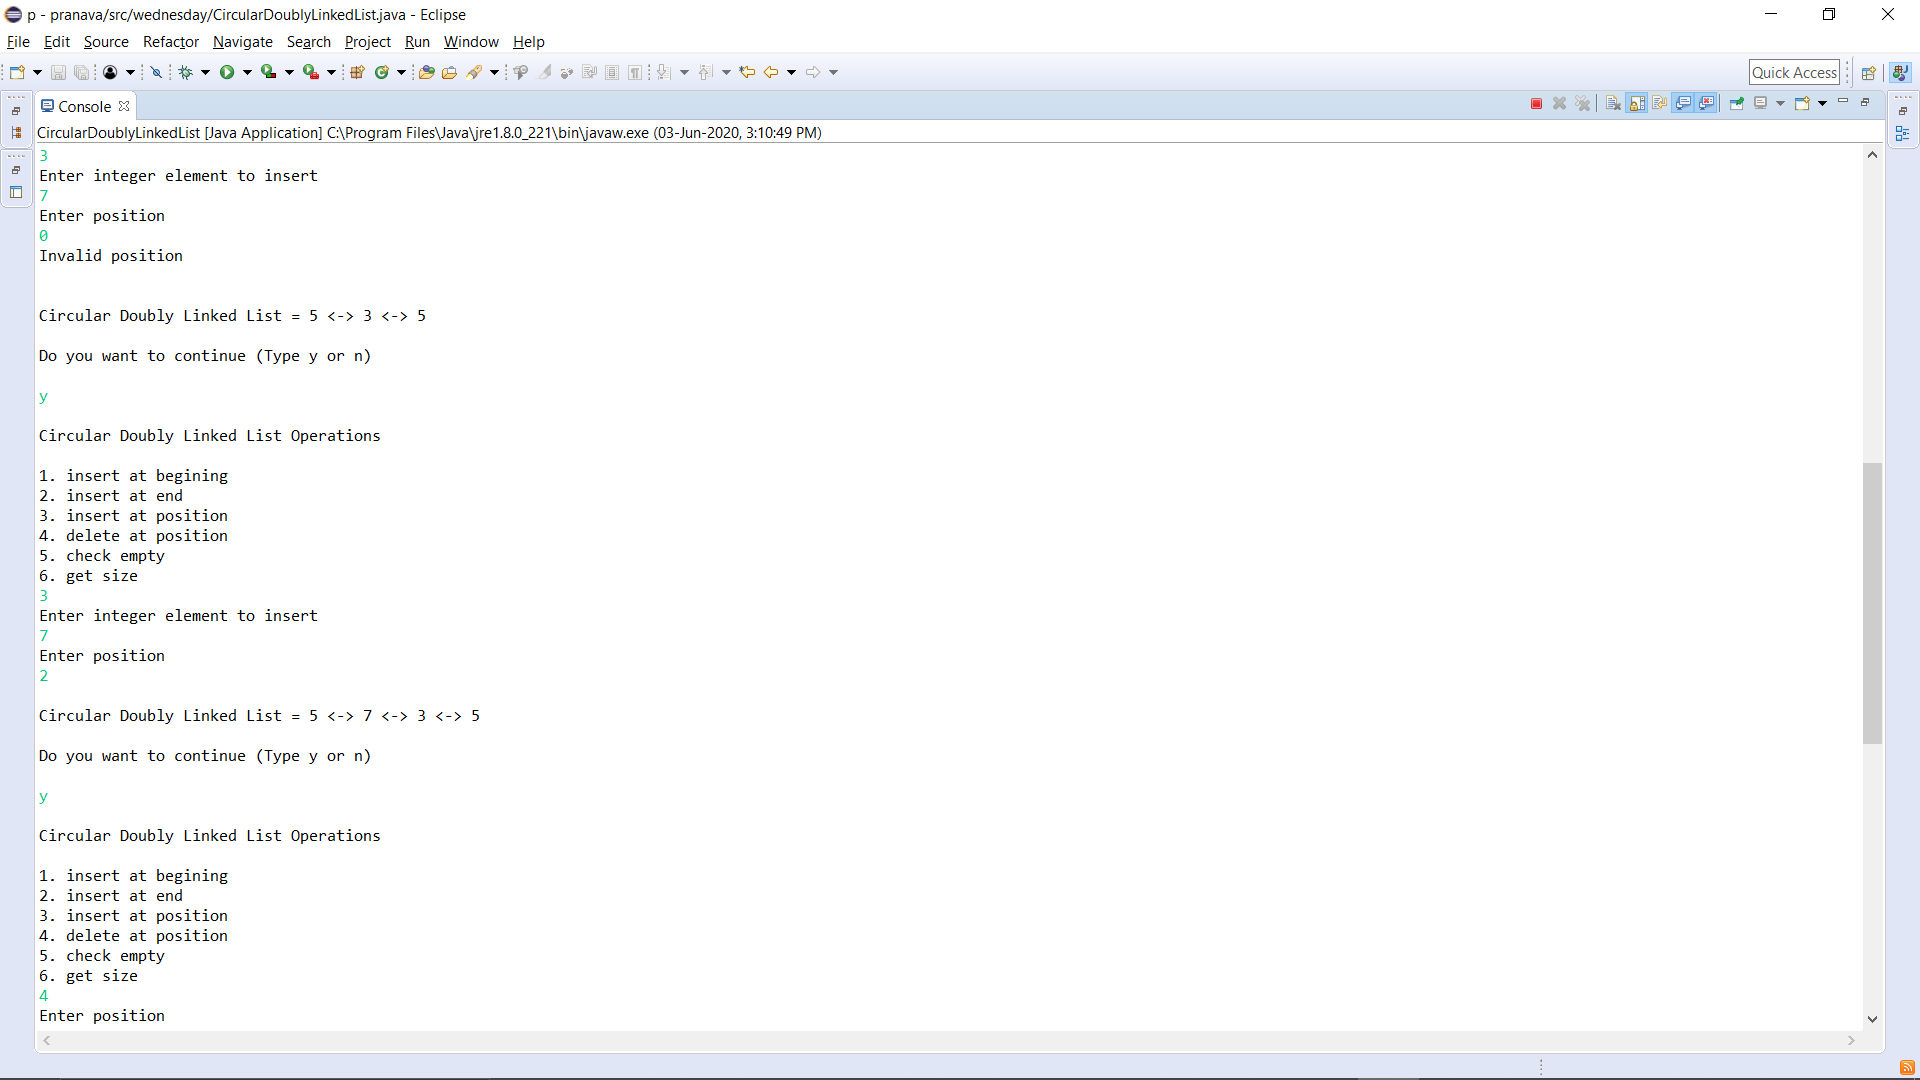 p - pranava/src/wednesday/CircularDoublyLinkedList.java - Eclipse
File Edit Source Refactor Navigate Search Project Run Window Help
Quick Access
Console
CircularDoublyLinkedList [Java Application] C:\Program Files\Java\jre1.8.0_221\bin\javaw.exe (03-Jun-2020, 3:10:49 PM)
3
Enter integer element to insert
7
Enter position
0
Invalid position
Circular Doubly Linked List = 5 <-> 3 <-> 5
Do you want to continue (Type y or n)
y
Circular Doubly Linked List Operations
1. insert at begining
2. insert at end
3. insert at position
4. delete at position
5. check empty
6. get size
3
Enter integer element to insert
7
Enter position
2
Circular Doubly Linked List = 5 <-> 7 <-> 3 <-> 5
Do you want to continue (Type y or n)
y
Circular Doubly Linked List Operations
1. insert at begining
2. insert at end
3. insert at position
4. delete at position
5. check empty
6. get size
4
Enter position